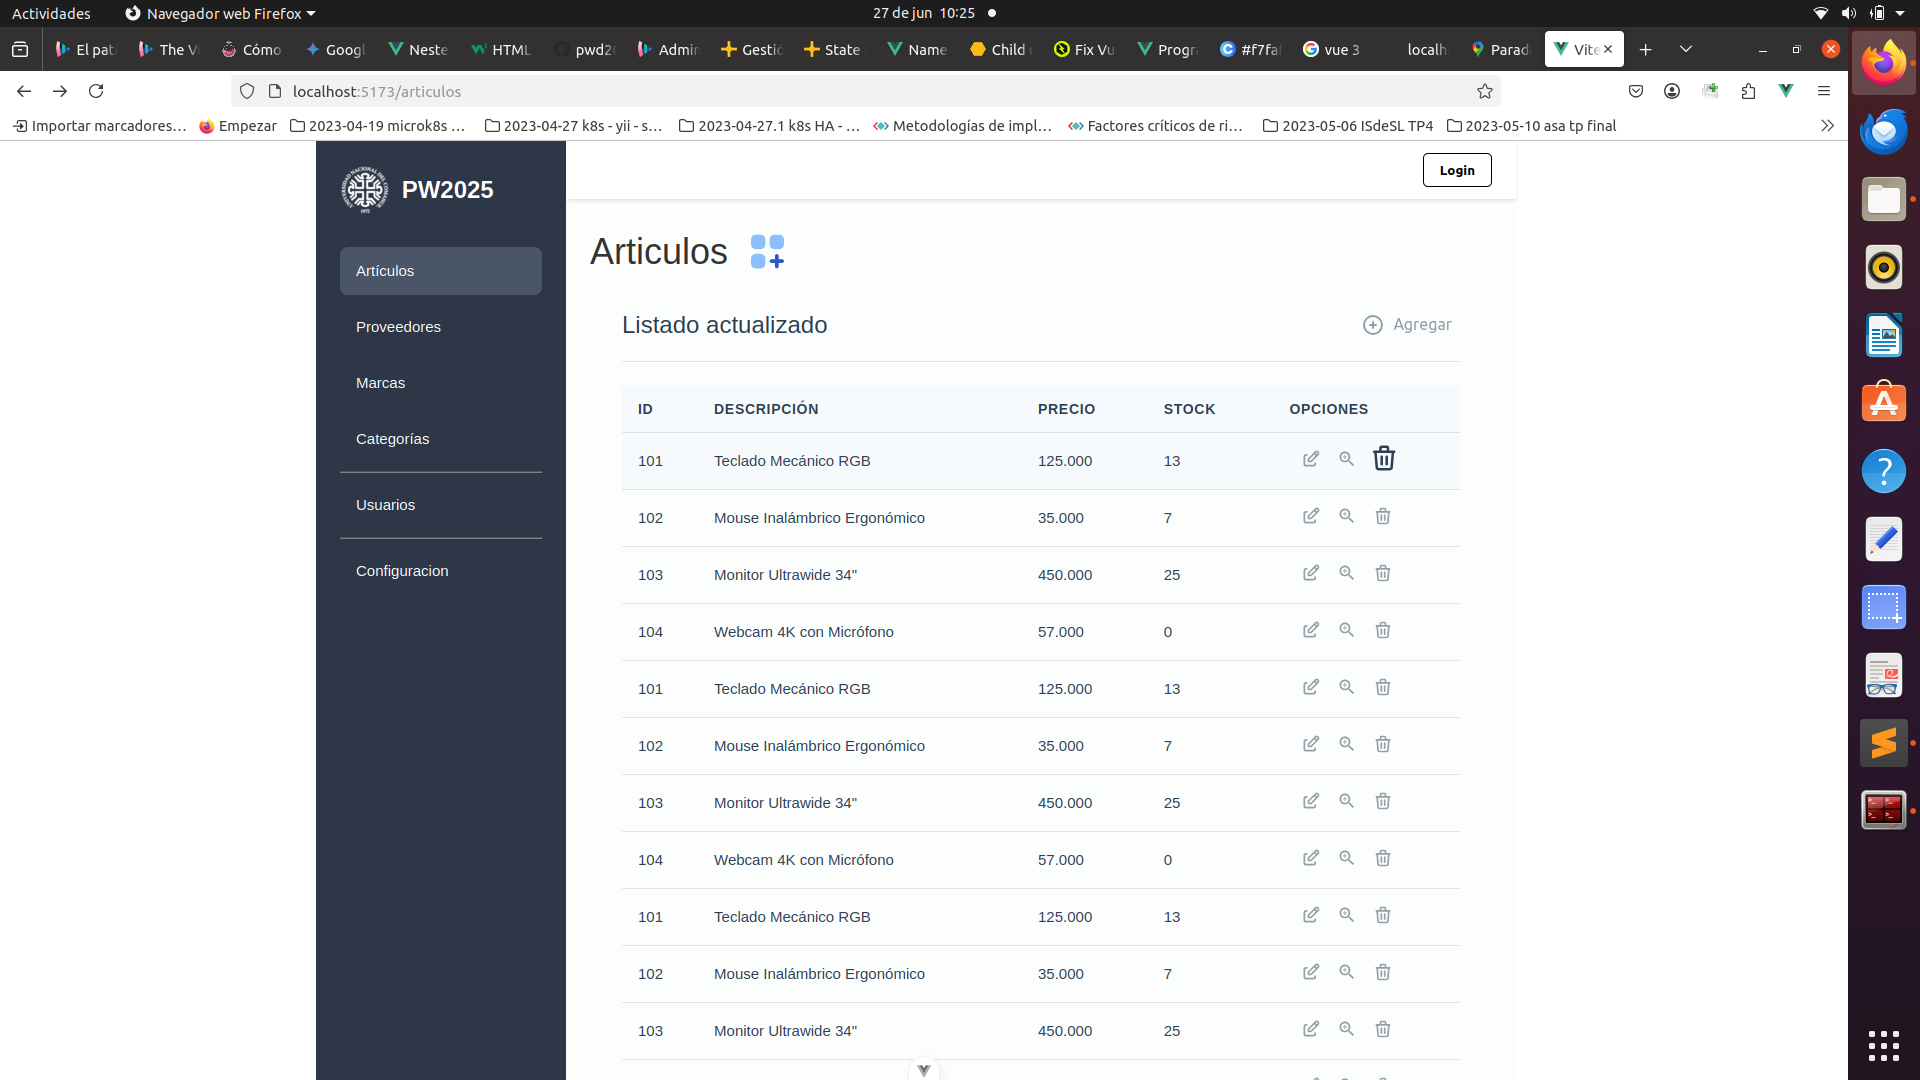 Actividades Navegador web Firefox 27 de jun 10:25
El pat The V Cómo Googl Neste HTML pwd2 Admir Gestió State Name Child r Fix Vu Progra #f7faf vue 3 localh Parada Vite
localhost:5173/articulos
Importar marcadores... Empezar 2023-04-19 microk8s ... 2023-04-27 k8s - yii - s... 2023-04-27.1 k8s HA - ... Metodologías de impl... Factores críticos de ri... 2023-05-06 ISdeSL TP4 2023-05-10 asa tp final
PW2025
Login
Artículos
Proveedores
Marcas
Categorías
Usuarios
Configuracion
Articulos
Listado actualizado Agregar
ID DESCRIPCIÓN PRECIO STOCK OPCIONES
101 Teclado Mecánico RGB 125.000 13
102 Mouse Inalámbrico Ergonómico 35.000 7
103 Monitor Ultrawide 34" 450.000 25
104 Webcam 4K con Micrófono 57.000 0
101 Teclado Mecánico RGB 125.000 13
102 Mouse Inalámbrico Ergonómico 35.000 7
103 Monitor Ultrawide 34" 450.000 25
104 Webcam 4K con Micrófono 57.000 0
101 Teclado Mecánico RGB 125.000 13
102 Mouse Inalámbrico Ergonómico 35.000 7
103 Monitor Ultrawide 34" 450.000 25